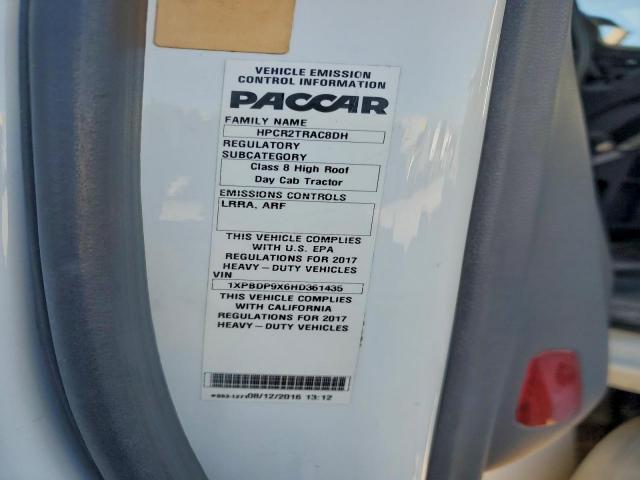 VEHICLE EMISSION
CONTROL INFORMATION
PACCAR
FAMILY NAME
HPCR2TRAC8DH
REGULATORY
SUBCATEGORY
Class 8 High Roof
Day Cab Tractor
EMISSIONS CONTROLS
LRRA, ARF
THIS VEHICLE COMPLIES
WITH U.S. EPA
REGULATIONS FOR 2017
HEAVY-DUTY VEHICLES
VIN
1XPBDP9X6HD361435
THIS VEHICLE COMPLIES
WITH CALIFORNIA
REGULATIONS FOR 2017
HEAVY-DUTY VEHICLES
08/12/2016 13:12